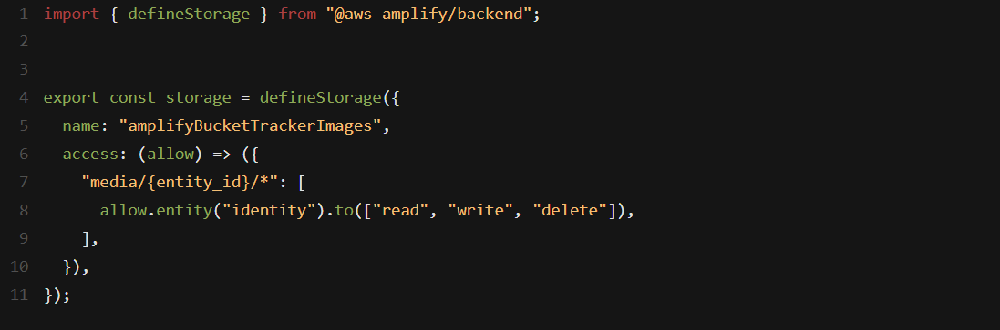 1 import { defineStorage } from "@aws-amplify/backend";
2
3
4 export const storage = defineStorage({
5   name: "amplifyBucketTrackerImages",
6   access: (allow) => ({
7     "media/{entity_id}/*": [
8       allow.entity("identity").to(["read", "write", "delete"]),
9     ],
10   }),
11 });